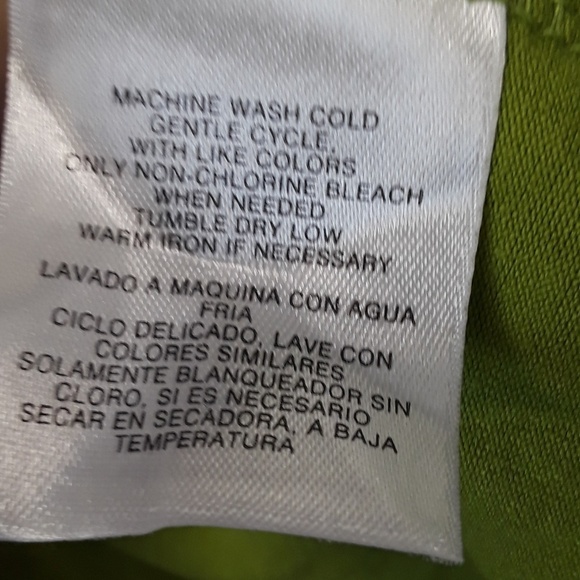 MACHINE WASH COLD
GENTLE CYCLE,
WITH LIKE COLORS
ONLY NON-CHLORINE BLEACH
WHEN NEEDED
TUMBLE DRY LOW
WARM IRON IF NECESSARY
LAVADO A MAQUINA CON AGUA
FRIA
CICLO DELICADO, LAVE CON
COLORES SIMILARES
SOLAMENTE BLANQUEADOR SIN
CLORO, SI ES NECESARIO
SECAR EN SECADORA, A BAJA
TEMPERATURA